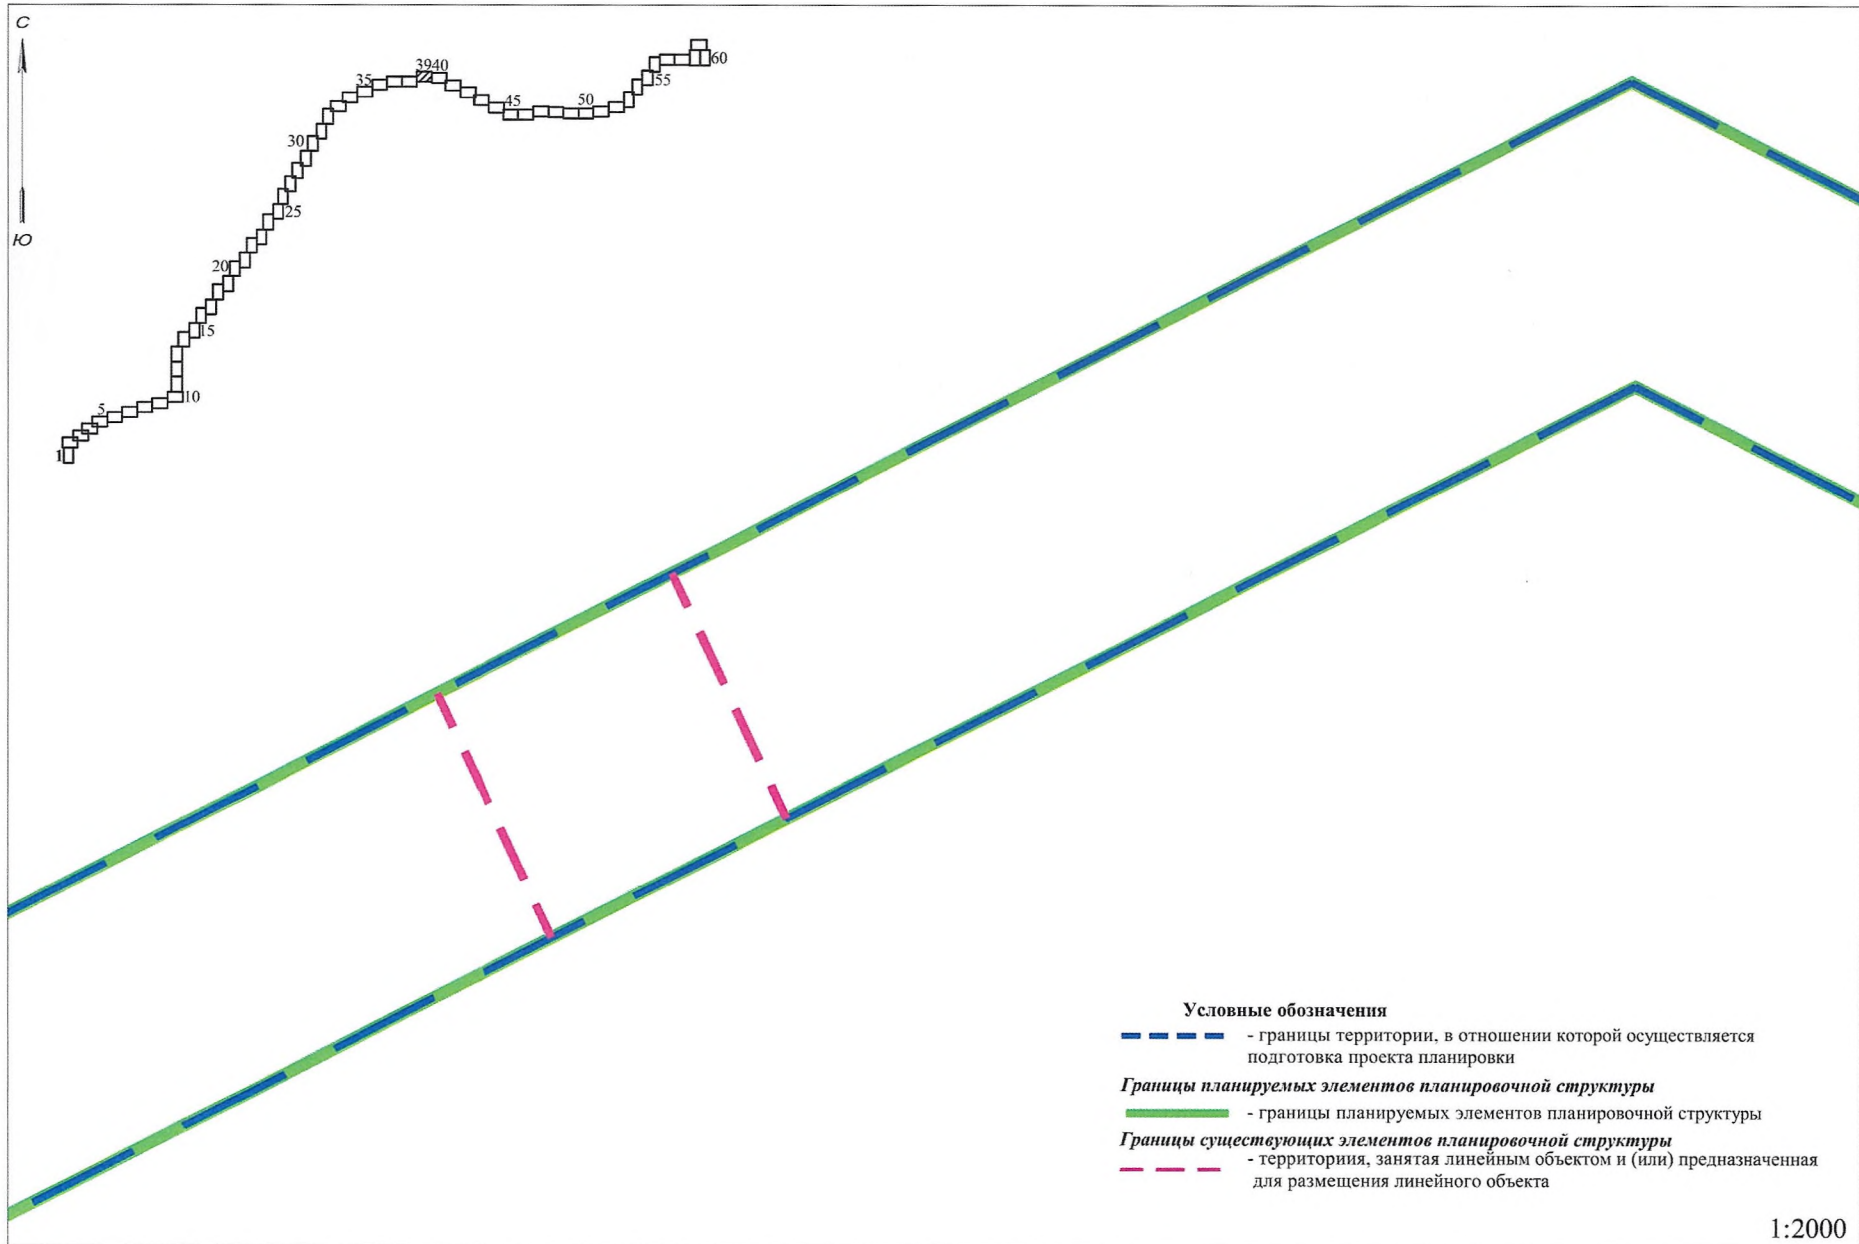 С
Ю
3940
60
35
55
45
50
30
25
20
15
5
10
1
Условные обозначения
- границы территории, в отношении которой осуществляется
подготовка проекта планировки
Границы планируемых элементов планировочной структуры
- границы планируемых элементов планировочной структуры
Границы существующих элементов планировочной структуры
- территориия, занятая линейным объектом и (или) предназначенная
для размещения линейного объекта
1:2000